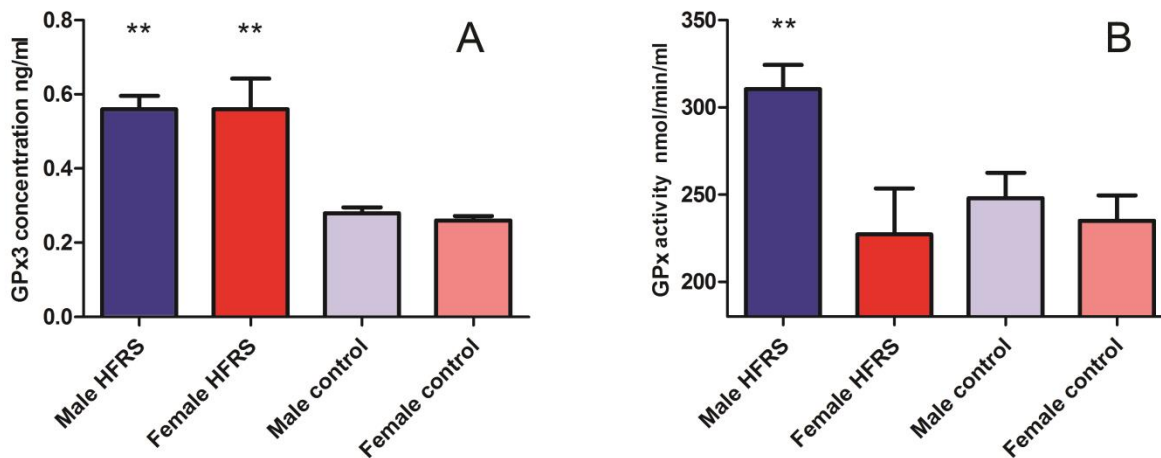 A
GPx3 concentration ng/ml
0.8
0.6
0.4
0.2
0.0
**
**
Male HFRS
Female HFRS
Male control
Female control
B
GPx activity nmol/min/ml
350
300
250
200
**
Male HFRS
Female HFRS
Male control
Female control